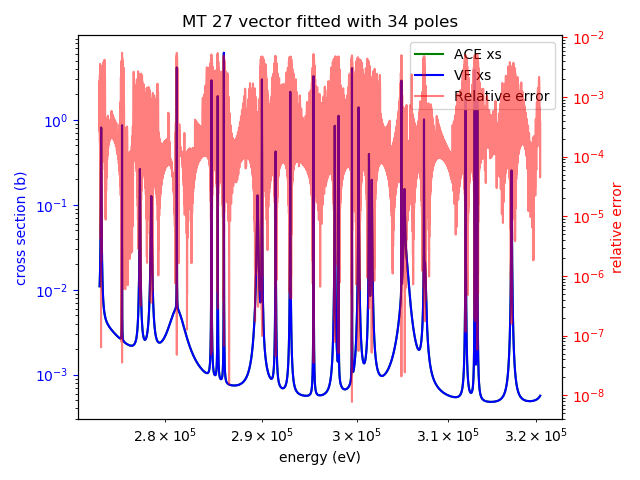 MT 27 vector fitted with 34 poles
ACE xs
VF xs
Relative error
cross section (b)
10⁰
10⁻¹
10⁻²
10⁻³
relative error
10⁻²
10⁻³
10⁻⁴
10⁻⁵
10⁻⁶
10⁻⁷
10⁻⁸
2.8 × 10⁵ 2.9 × 10⁵ 3 × 10⁵ 3.1 × 10⁵ 3.2 × 10⁵
energy (eV)